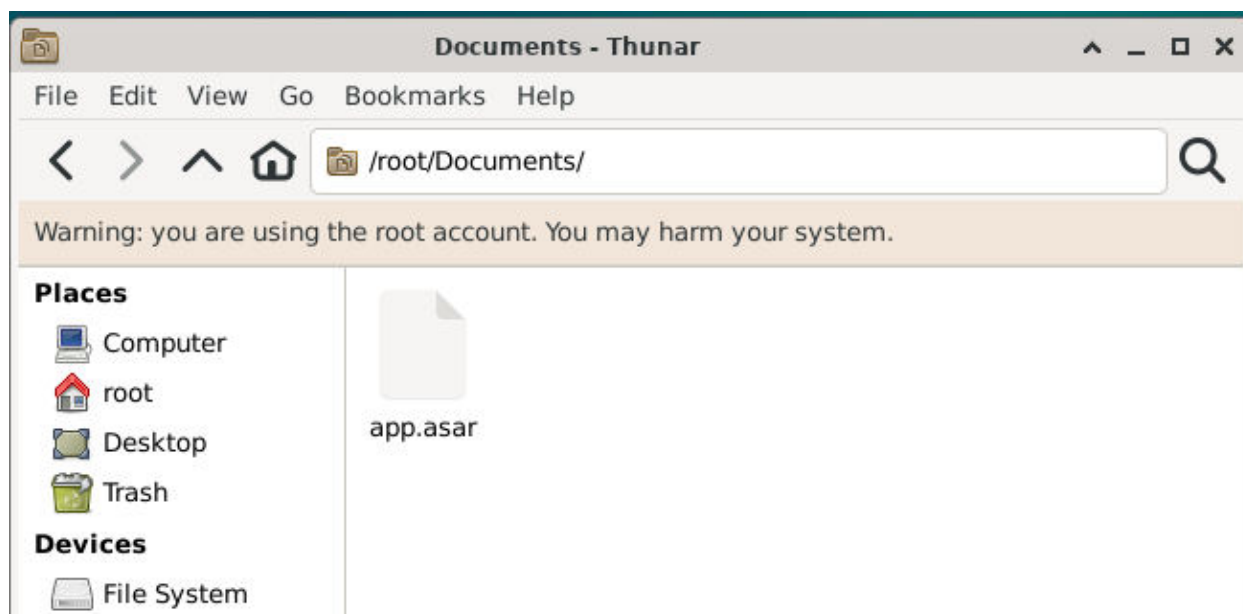 Documents - Thunar
File Edit View Go Bookmarks Help
/root/Documents/
Warning: you are using the root account. You may harm your system.
Places
Computer
root
Desktop
Trash
Devices
File System
app.asar